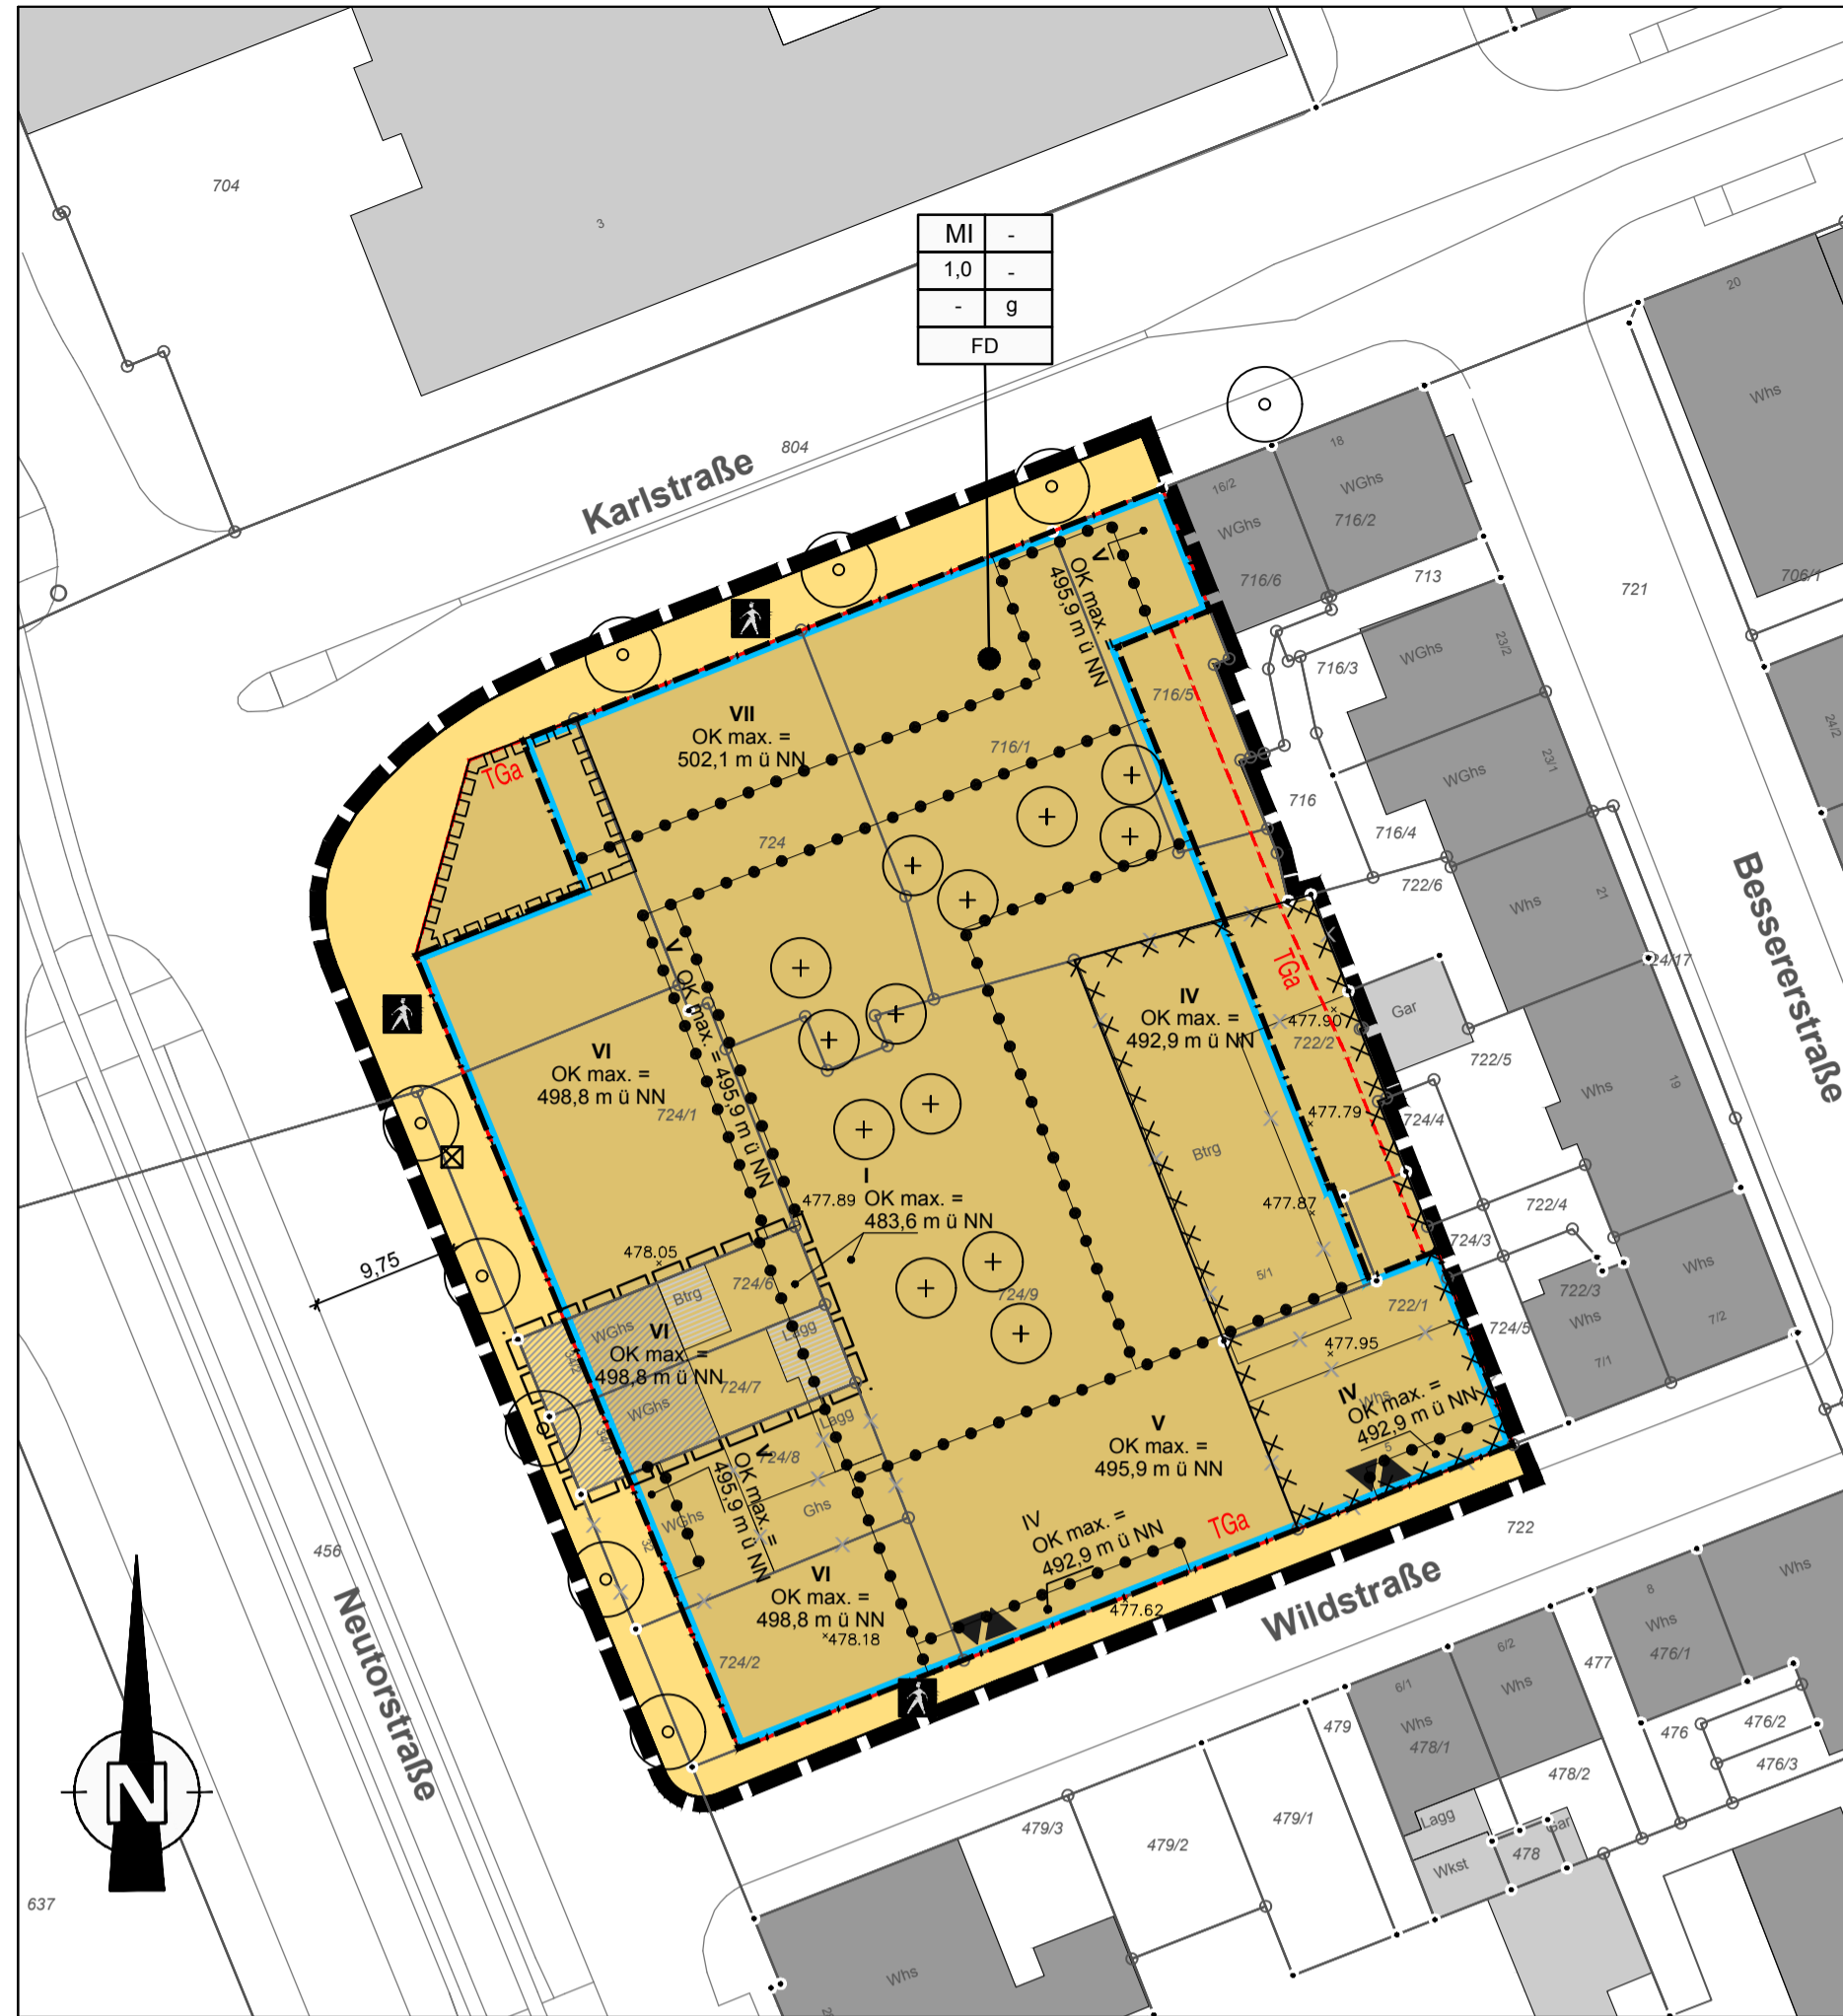 704
3
MI -
1,0 -
- g
FD
804
Karlstraße
20
Whs
18
WGhs
716/2
16/2
WGhs
716/6
713
721
706/1
24/2
716/3
WGhs
23/2
716/5
V
OK max. =
495,9 m ü NN
VII
OK max. =
502,1 m ü NN
TGa
716/1
724
716
716/4
WGhs
23/1
722/6
Whs
21
Bessererstraße
TGa
Gar
722/5
IV
OK max. =
492,9 m ü NN
477.90
722/2
477.79
724/4
Whs
19
VI
OK max. =
498,8 m ü NN
724/1
V OK max. = 495,9 m ü NN
Btrg
477.87
I
OK max. =
483,6 m ü NN
477.89
722/4
724/3
9,75
478.05
724/6
Btrg
724/9
5/1
722/1
722/3
Whs
7/1
Whs
7/2
724/5
477.95
WGhs
VI
OK max. =
498,8 m ü NN
34/2
WGhs
34/1
Lagg
724/7
Lagg
IV
OK max. =
492,9 m ü NN
Whs
5
V
OK max. =
495,9 m ü NN
724/8
V
OK max. =
495,9 m ü NN
WGhs
32
Ghs
IV
OK max. =
492,9 m ü NN
TGa
722
456
Neutorstraße
VI
OK max. =
498,8 m ü NN
478.18
477.62
Wildstraße
724/2
8
Whs
476/1
Whs
6/2
Whs
6/1
Whs
478/1
477
479
476
476/2
476/3
478/2
N
479/3
479/2
479/1
Lagg
Gar
Wkst
478
637
Whs